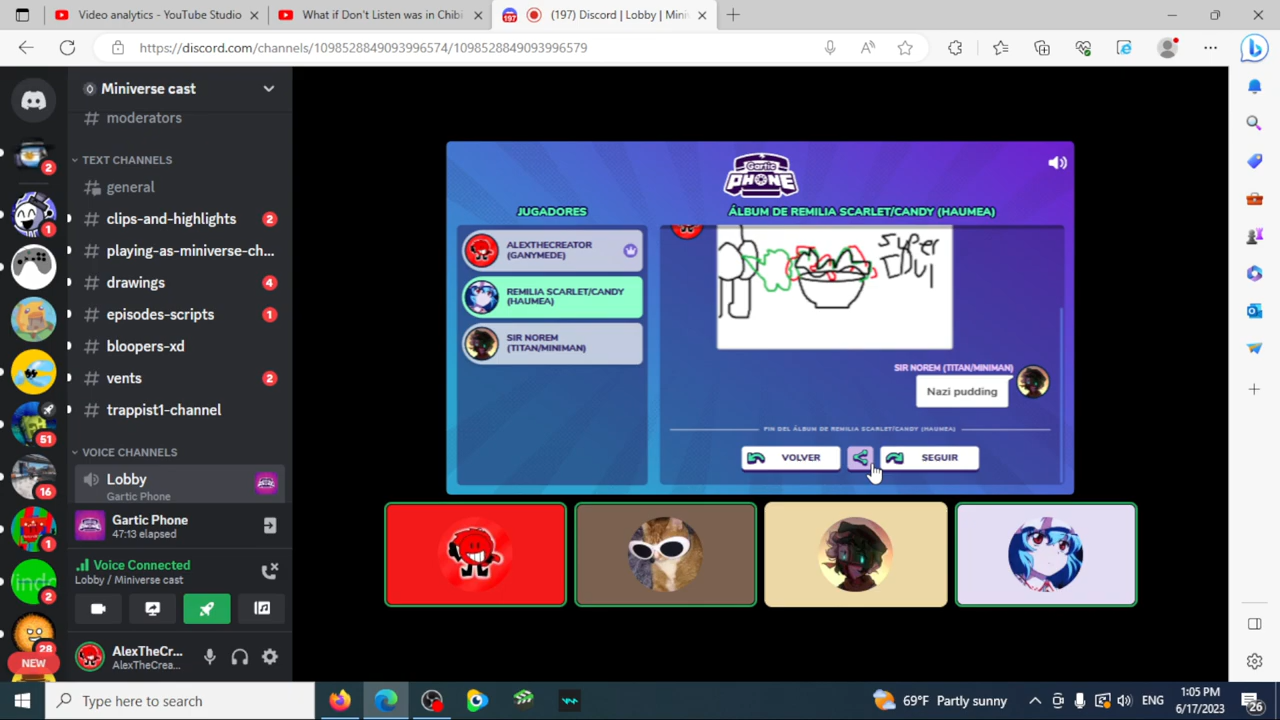 Video analytics - YouTube Studio
What if Don't Listen was in Chibi
197
(197) Discord | Lobby | Miniv
https://discord.com/channels/1098528849093996574/1098528849093996579
Miniverse cast
# moderators
TEXT CHANNELS
general
# clips-and-highlights 2
# playing-as-miniverse-ch...
# drawings 4
# episodes-scripts 1
# bloopers-xd
# vents 2
# trappist1-channel
VOICE CHANNELS
Lobby
Gartic Phone
Gartic Phone
47:13 elapsed
Voice Connected
Lobby / Miniverse cast
AlexTheCr...
AlexTheCrea...
2
1
51
16
1
indo
2
28
NEW
Gartic
PHONE
JUGADORES
ALEXTHECREATOR
(GANYMEDE)
REMILIA SCARLET/CANDY
(HAUMEA)
SIR NOREM
(TITAN/MINIMAN)
ÁLBUM DE REMILIA SCARLET/CANDY (HAUMEA)
SIR NOREM (TITAN/MINIMAN)
Nazi pudding
FIN DEL ÁLBUM DE REMILIA SCARLET/CANDY (HAUMEA)
VOLVER
SEGUIR
Type here to search
69°F Partly sunny
ENG
1:05 PM
6/17/2023
26